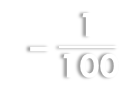 = 1/100